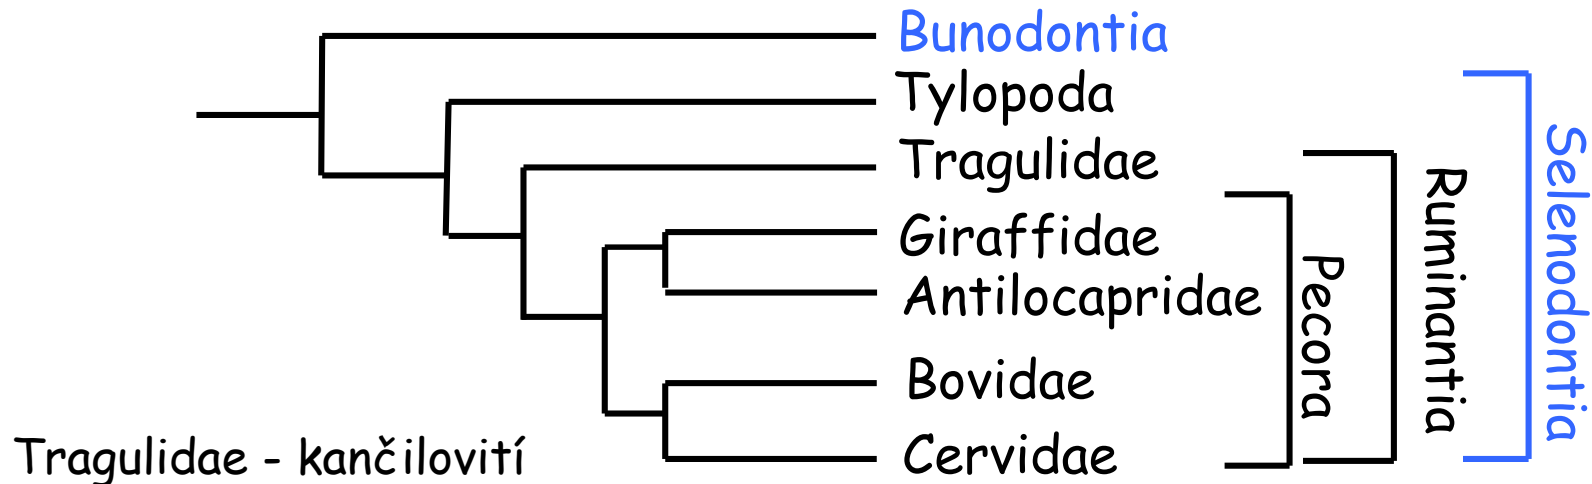 Bunodontia
Tylopoda
Tragulidae
Giraffidae
Antilocapridae
Bovidae
Cervidae
Pecora
Ruminantia
Selenodontia
Tragulidae - kančilovití